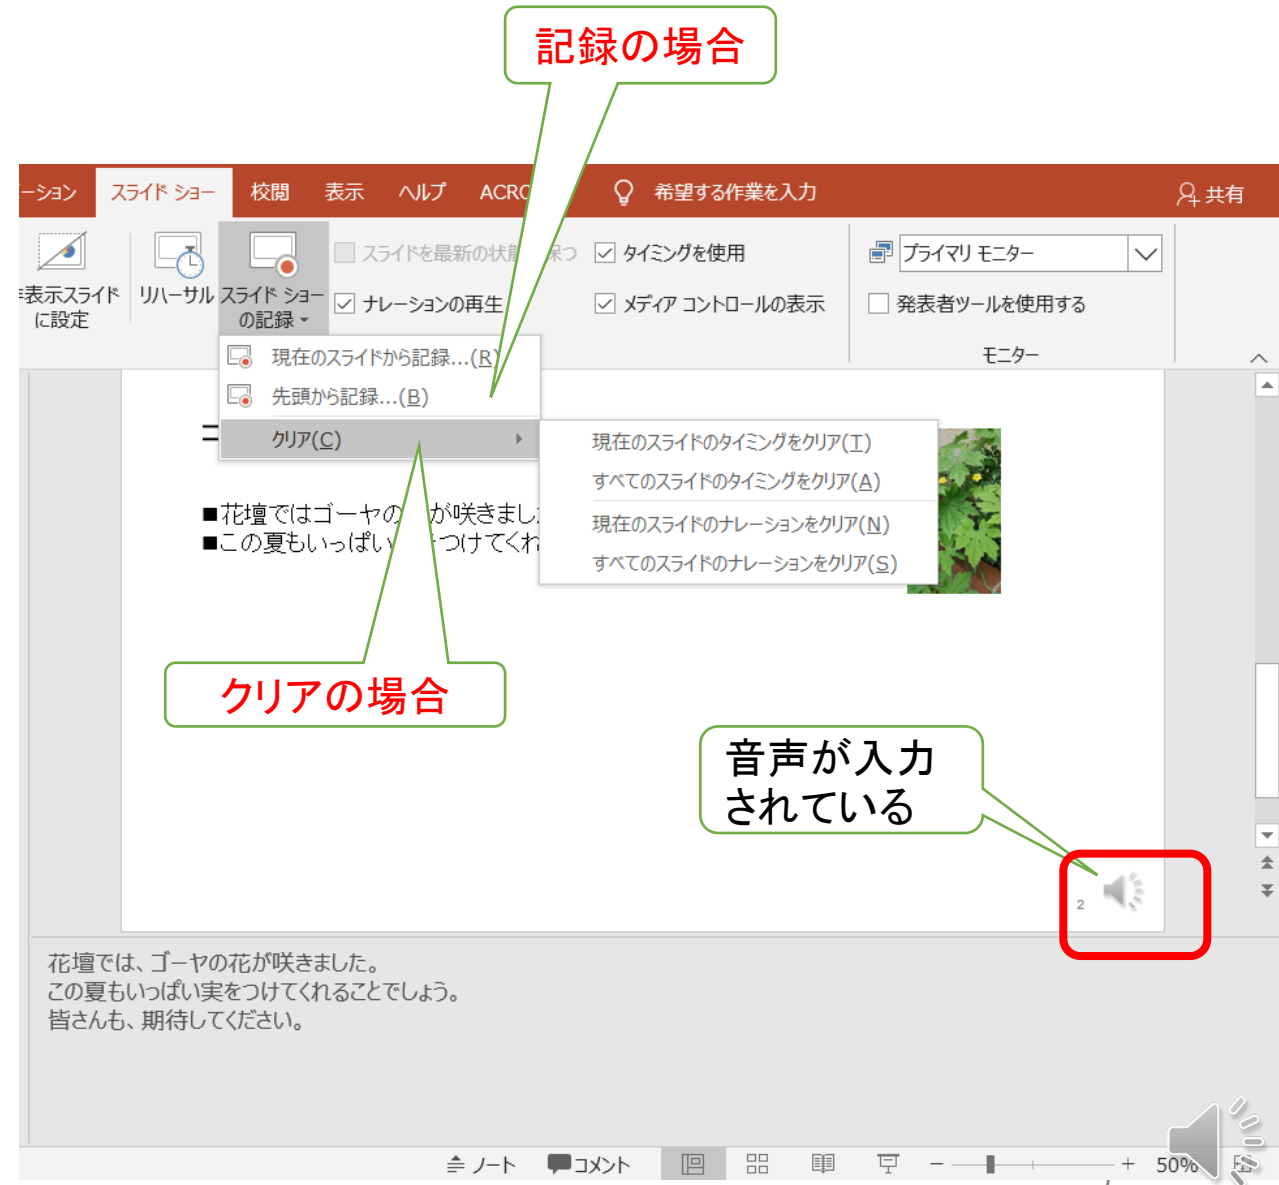 記録の場合
ーション スライド ショー 校閲 表示 ヘルプ ACRO 希望する作業を入力 共有
スライドを最新の状態 保つ タイミングを使用 プライマリ モニター
表示スライド
に設定
リハーサル
スライド ショー
の記録
ナレーションの再生 メディア コントロールの表示 発表者ツールを使用する
モニター
現在のスライドから記録...(R)
先頭から記録...(B)
クリア(C)
現在のスライドのタイミングをクリア(T)
すべてのスライドのタイミングをクリア(A)
現在のスライドのナレーションをクリア(N)
すべてのスライドのナレーションをクリア(S)
■花壇ではゴーヤの が咲きまし
■この夏もいっぱい つけてくれ
クリアの場合
音声が入力
されている
2
花壇では、ゴーヤの花が咲きました。
この夏もいっぱい実をつけてくれることでしょう。
皆さんも、期待してください。
ノート コメント 50%